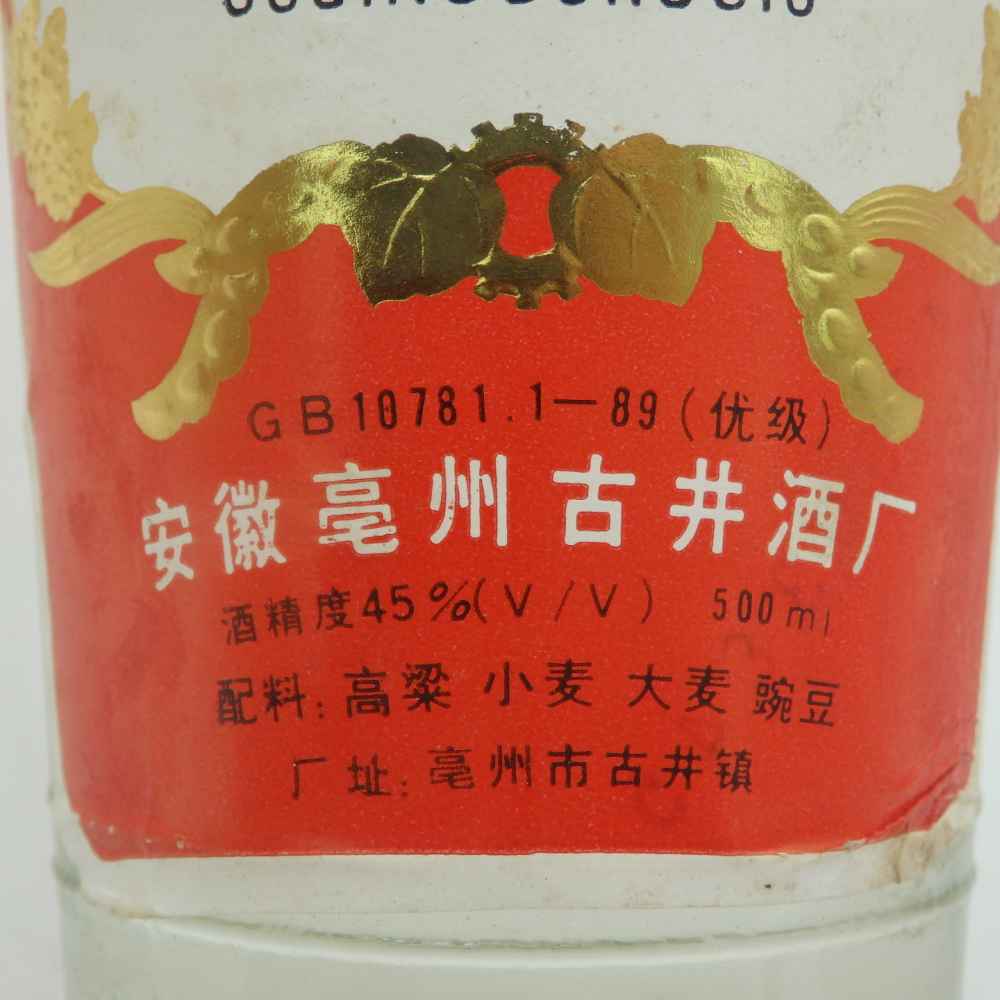 GB10781.1—89(优级)
安徽亳州古井酒厂
酒精度45%(V/V) 500ml
配料:高粱 小麦 大麦 豌豆
厂址:亳州市古井镇